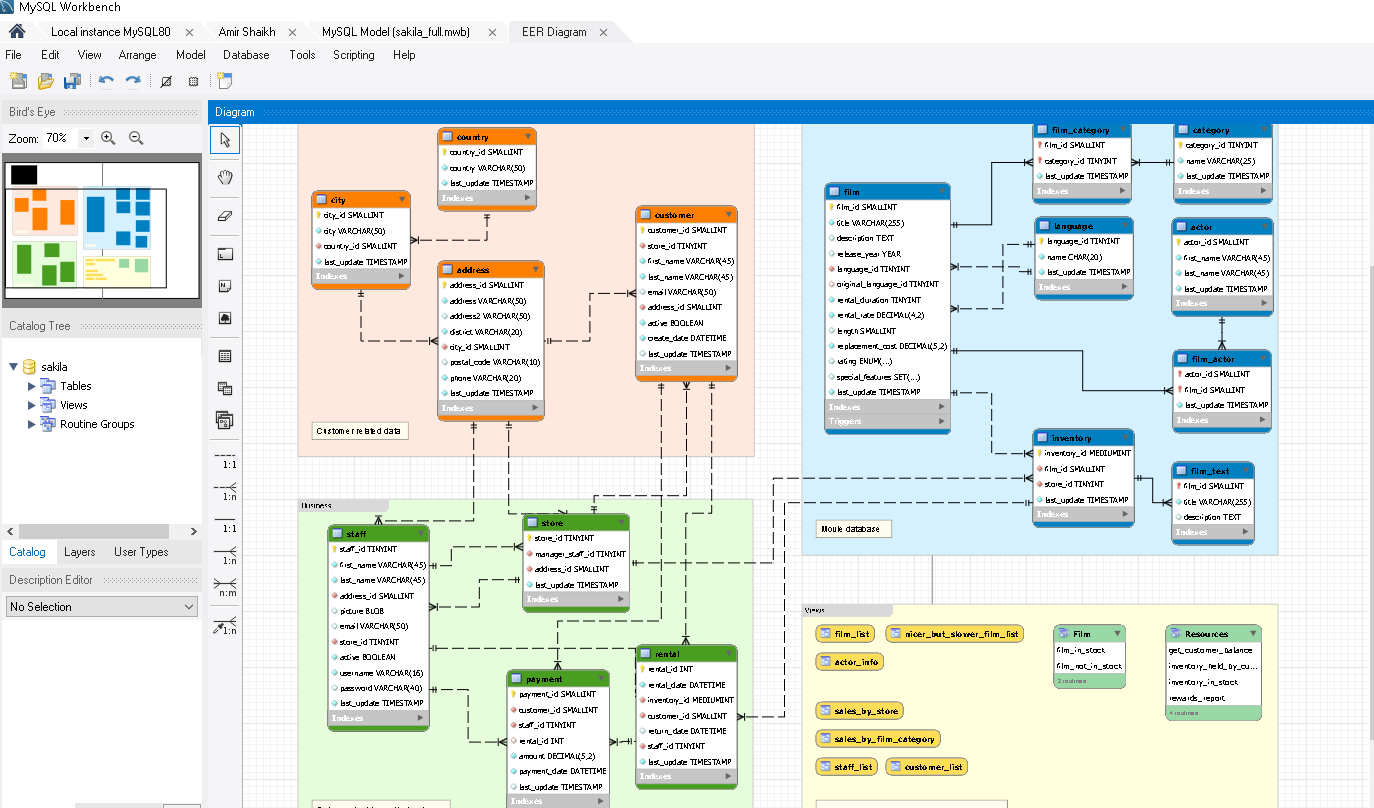 MySQL Workbench
Local instance MySQL80
Amir Shaikh
MySQL Model (sakila_full.mwb)
EER Diagram
File Edit View Arrange Model Database Tools Scripting Help
Bird's Eye
Zoom: 70%
Catalog Tree
sakila
Tables
Views
Routine Groups
Catalog Layers User Types
Description Editor
No Selection
Diagram
1:1
1:n
1:1
1:n
n:m
1:n
country
country_id SMALLINT
country VARCHAR(50)
last_update TIMESTAMP
Indexes
city
city_id SMALLINT
city VARCHAR(50)
country_id SMALLINT
last_update TIMESTAMP
Indexes
address
address_id SMALLINT
address VARCHAR(50)
address2 VARCHAR(50)
district VARCHAR(20)
city_id SMALLINT
postal_code VARCHAR(10)
phone VARCHAR(20)
last_update TIMESTAMP
Indexes
customer
customer_id SMALLINT
store_id TINYINT
first_name VARCHAR(45)
last_name VARCHAR(45)
email VARCHAR(50)
address_id SMALLINT
active BOOLEAN
create_date DATETIME
last_update TIMESTAMP
Indexes
Customer related data
film
film_id SMALLINT
title VARCHAR(255)
description TEXT
release_year YEAR
language_id TINYINT
original_language_id TINYINT
rental_duration TINYINT
rental_rate DECIMAL(4,2)
length SMALLINT
replacement_cost DECIMAL(5,2)
rating ENUM(...)
special_features SET(...)
last_update TIMESTAMP
Indexes
Triggers
film_category
film_id SMALLINT
category_id TINYINT
last_update TIMESTAMP
Indexes
category
category_id TINYINT
name VARCHAR(25)
last_update TIMESTAMP
Indexes
language
language_id TINYINT
name CHAR(20)
last_update TIMESTAMP
Indexes
actor
actor_id SMALLINT
first_name VARCHAR(45)
last_name VARCHAR(45)
last_update TIMESTAMP
Indexes
film_actor
actor_id SMALLINT
film_id SMALLINT
last_update TIMESTAMP
Indexes
inventory
inventory_id MEDIUMINT
film_id SMALLINT
store_id TINYINT
last_update TIMESTAMP
Indexes
film_text
film_id SMALLINT
title VARCHAR(255)
description TEXT
Indexes
Movie database
Business
staff
staff_id TINYINT
first_name VARCHAR(45)
last_name VARCHAR(45)
address_id SMALLINT
picture BLOB
email VARCHAR(50)
store_id TINYINT
active BOOLEAN
username VARCHAR(16)
password VARCHAR(40)
last_update TIMESTAMP
Indexes
store
store_id TINYINT
manager_staff_id TINYINT
address_id SMALLINT
last_update TIMESTAMP
Indexes
payment
payment_id SMALLINT
customer_id SMALLINT
staff_id TINYINT
rental_id INT
amount DECIMAL(5,2)
payment_date DATETIME
last_update TIMESTAMP
Indexes
rental
rental_id INT
rental_date DATETIME
inventory_id MEDIUMINT
customer_id SMALLINT
return_date DATETIME
staff_id TINYINT
last_update TIMESTAMP
Indexes
Views
film_list
nicer_but_slower_film_list
actor_info
sales_by_store
sales_by_film_category
staff_list
customer_list
Film
film_in_stock
film_not_in_stock
2 routines
Resources
get_customer_balance
inventory_held_by_cu...
inventory_in_stock
rewards_report
4 routines